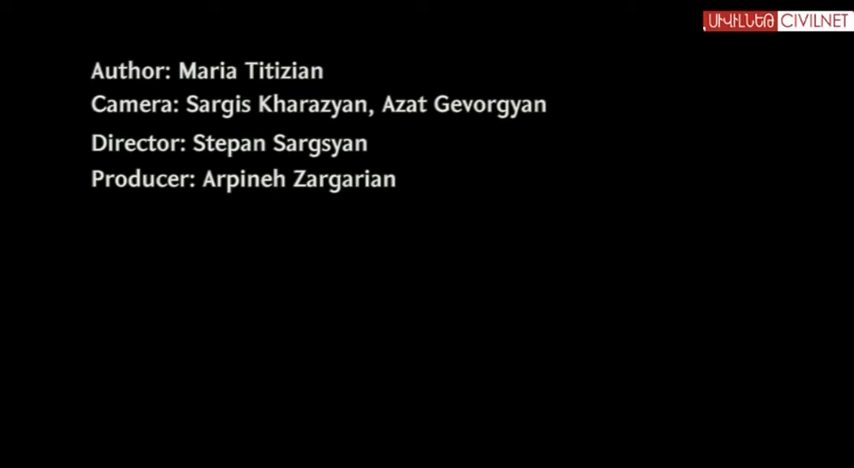 ՍԻՎԻԼՆԵԹ CIVILNET
Author: Maria Titizian
Camera: Sargis Kharazyan, Azat Gevorgyan
Director: Stepan Sargsyan
Producer: Arpineh Zargarian